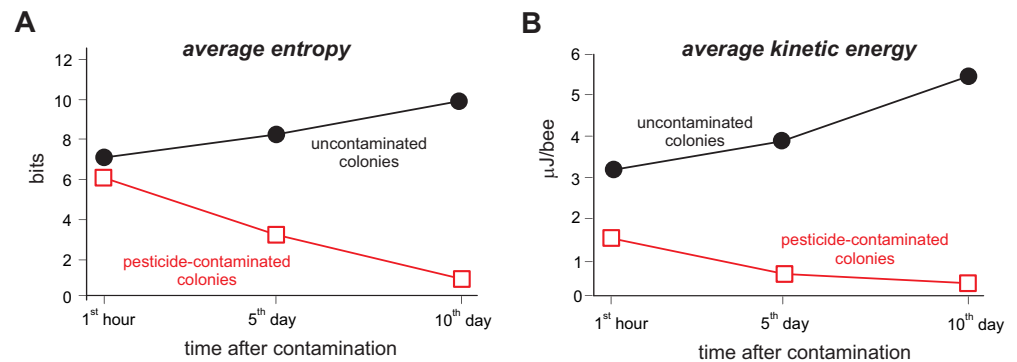 A
average entropy
12
10
8
6
4
2
0
bits
uncontaminated
colonies
pesticide-contaminated
colonies
1st hour
5th day
10th day
time after contamination
B
average kinetic energy
6
5
4
3
2
1
0
µJ/bee
uncontaminated
colonies
pesticide-contaminated
colonies
1st hour
5th day
10th day
time after contamination